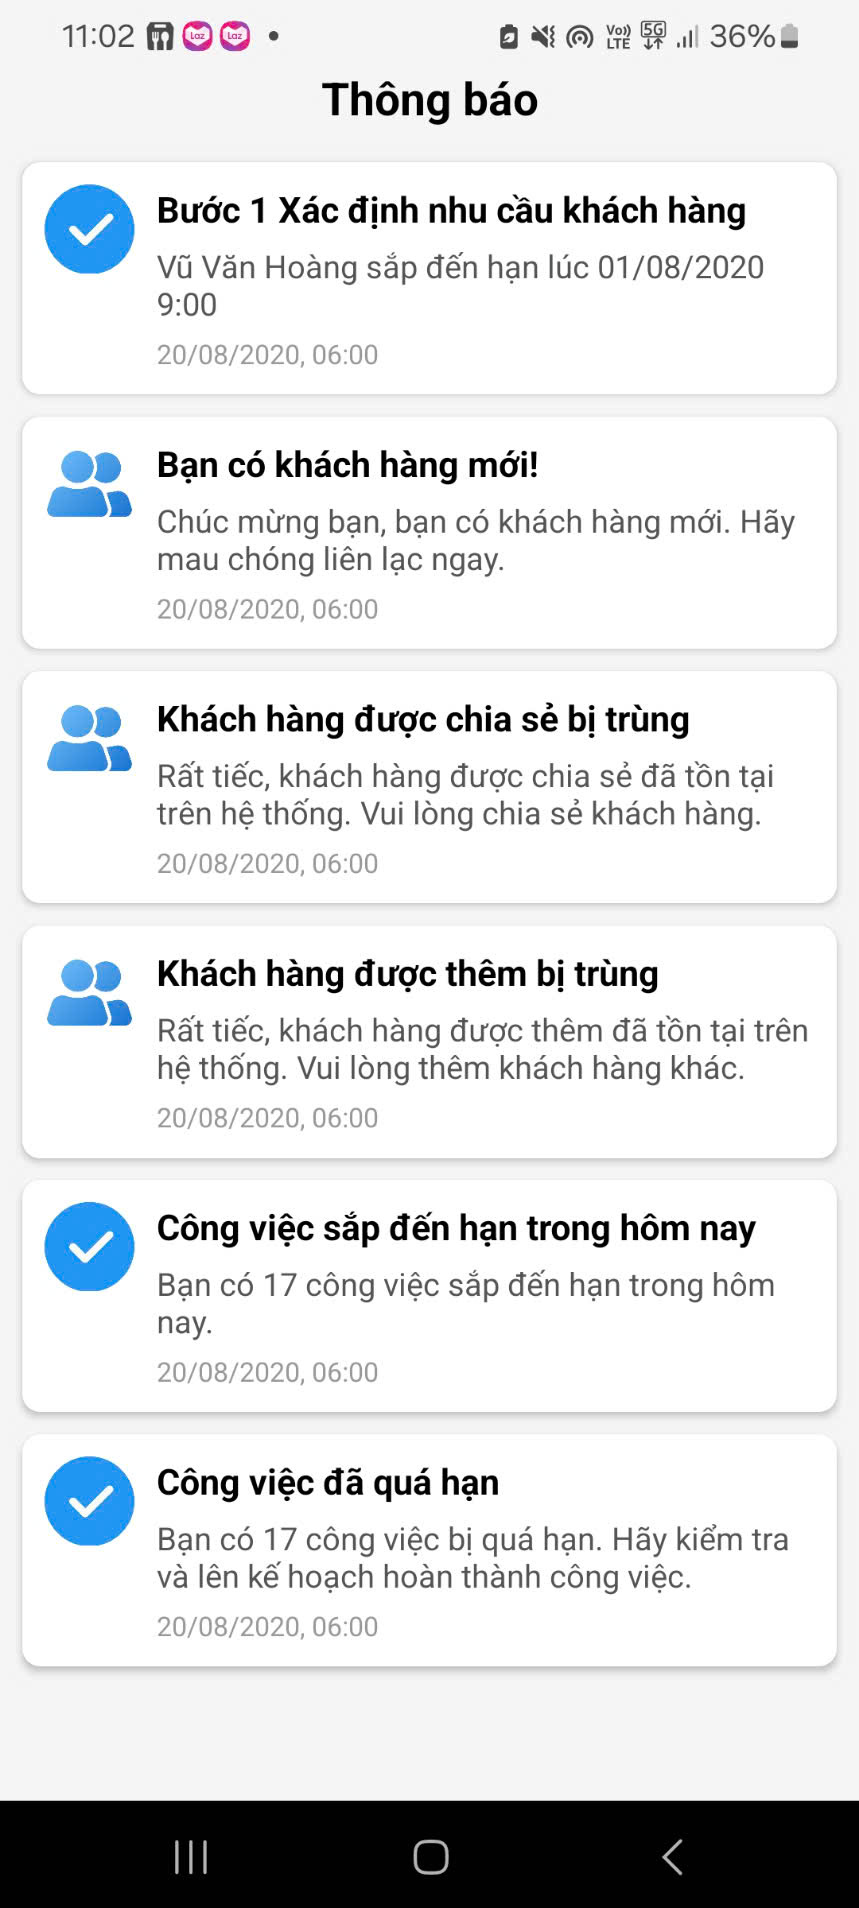 11:02 Laz Laz Vo)) LTE 5G 36%
Thông báo
Bước 1 Xác định nhu cầu khách hàng
Vũ Văn Hoàng sắp đến hạn lúc 01/08/2020
9:00
20/08/2020, 06:00
Bạn có khách hàng mới!
Chúc mừng bạn, bạn có khách hàng mới. Hãy
mau chóng liên lạc ngay.
20/08/2020, 06:00
Khách hàng được chia sẻ bị trùng
Rất tiếc, khách hàng được chia sẻ đã tồn tại
trên hệ thống. Vui lòng chia sẻ khách hàng.
20/08/2020, 06:00
Khách hàng được thêm bị trùng
Rất tiếc, khách hàng được thêm đã tồn tại trên
hệ thống. Vui lòng thêm khách hàng khác.
20/08/2020, 06:00
Công việc sắp đến hạn trong hôm nay
Bạn có 17 công việc sắp đến hạn trong hôm
nay.
20/08/2020, 06:00
Công việc đã quá hạn
Bạn có 17 công việc bị quá hạn. Hãy kiểm tra
và lên kế hoạch hoàn thành công việc.
20/08/2020, 06:00